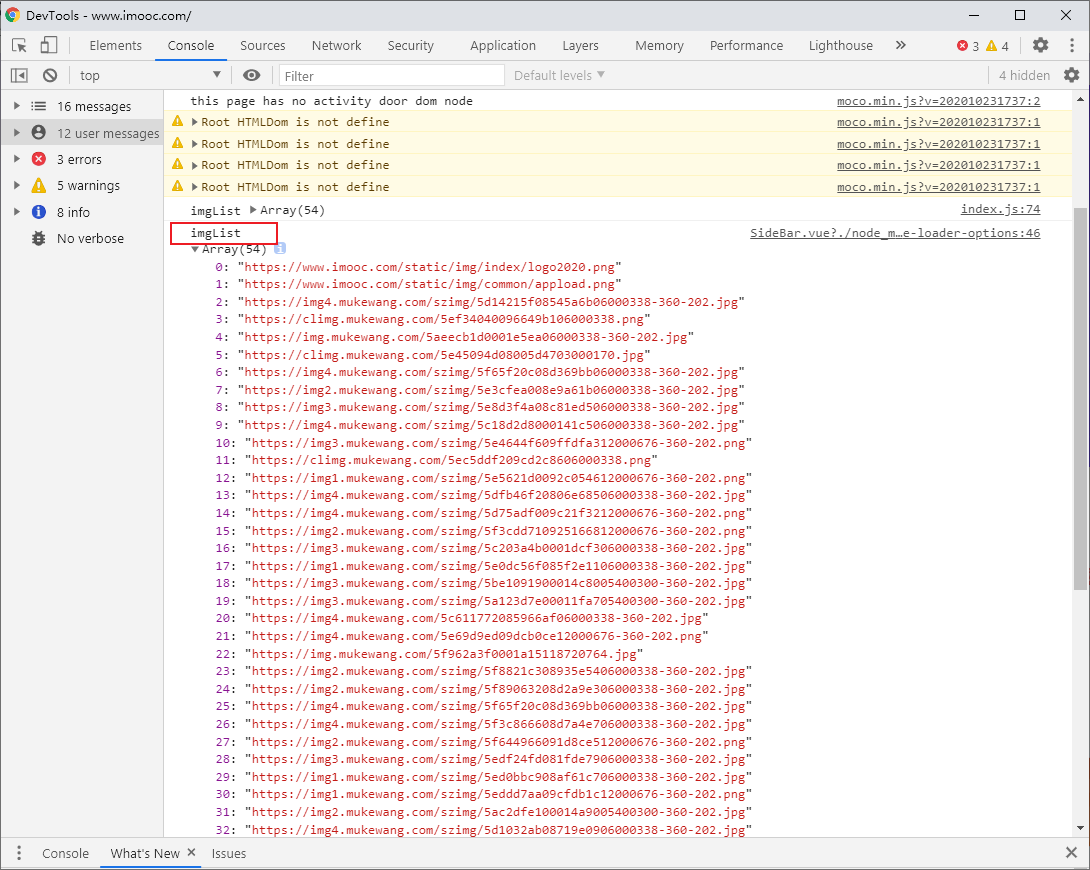 DevTools - www.imooc.com/
Elements Console Sources Network Security Application Layers Memory Performance Lighthouse » 3 4
top Filter Default levels 4 hidden
16 messages
12 user messages
3 errors
5 warnings
8 info
No verbose
this page has no activity door dom node moco.min.js?v=202010231737:2
Root HTMLDom is not define moco.min.js?v=202010231737:1
Root HTMLDom is not define moco.min.js?v=202010231737:1
Root HTMLDom is not define moco.min.js?v=202010231737:1
Root HTMLDom is not define moco.min.js?v=202010231737:1
imgList Array(54) index.js:74
imgList SideBar.vue?./node_m…e-loader-options:46
Array(54)
0: "https://www.imooc.com/static/img/index/logo2020.png"
1: "https://www.imooc.com/static/img/common/appload.png"
2: "https://img4.mukewang.com/szimg/5d14215f08545a6b06000338-360-202.jpg"
3: "https://climg.mukewang.com/5ef34040096649b106000338.png"
4: "https://img.mukewang.com/5aeecb1d0001e5ea06000338-360-202.jpg"
5: "https://climg.mukewang.com/5e45094d08005d4703000170.jpg"
6: "https://img4.mukewang.com/szimg/5f65f20c08d369bb06000338-360-202.jpg"
7: "https://img2.mukewang.com/szimg/5e3cfea008e9a61b06000338-360-202.jpg"
8: "https://img3.mukewang.com/szimg/5e8d3f4a08c81ed506000338-360-202.jpg"
9: "https://img4.mukewang.com/szimg/5c18d2d8000141c506000338-360-202.jpg"
10: "https://img3.mukewang.com/szimg/5e4644f609ffdfa312000676-360-202.png"
11: "https://climg.mukewang.com/5ec5ddf209cd2c8606000338.png"
12: "https://img1.mukewang.com/szimg/5e5621d0092c054612000676-360-202.png"
13: "https://img4.mukewang.com/szimg/5dfb46f20806e68506000338-360-202.jpg"
14: "https://img4.mukewang.com/szimg/5d75adf009c21f3212000676-360-202.png"
15: "https://img2.mukewang.com/szimg/5f3cdd710925166812000676-360-202.png"
16: "https://img3.mukewang.com/szimg/5c203a4b0001dcf306000338-360-202.jpg"
17: "https://img1.mukewang.com/szimg/5e0dc56f085f2e1106000338-360-202.jpg"
18: "https://img3.mukewang.com/szimg/5be1091900014c8005400300-360-202.jpg"
19: "https://img3.mukewang.com/szimg/5a123d7e00011fa705400300-360-202.jpg"
20: "https://img4.mukewang.com/5c611772085966af06000338-360-202.jpg"
21: "https://img4.mukewang.com/5e69d9ed09dcb0ce12000676-360-202.png"
22: "https://img.mukewang.com/5f962a3f0001a15118720764.jpg"
23: "https://img2.mukewang.com/szimg/5f8821c308935e5406000338-360-202.jpg"
24: "https://img2.mukewang.com/szimg/5f89063208d2a9e306000338-360-202.jpg"
25: "https://img4.mukewang.com/szimg/5f65f20c08d369bb06000338-360-202.jpg"
26: "https://img4.mukewang.com/szimg/5f3c866608d7a4e706000338-360-202.jpg"
27: "https://img2.mukewang.com/szimg/5f644966091d8ce512000676-360-202.png"
28: "https://img3.mukewang.com/szimg/5edf24fd081fde7906000338-360-202.jpg"
29: "https://img1.mukewang.com/szimg/5ed0bbc908af61c706000338-360-202.jpg"
30: "https://img1.mukewang.com/szimg/5eddd7aa09cfdb1c12000676-360-202.png"
31: "https://img2.mukewang.com/szimg/5ac2dfe100014a9005400300-360-202.jpg"
32: "https://img4.mukewang.com/szimg/5d1032ab08719e0906000338-360-202.jpg"
Console What's New Issues